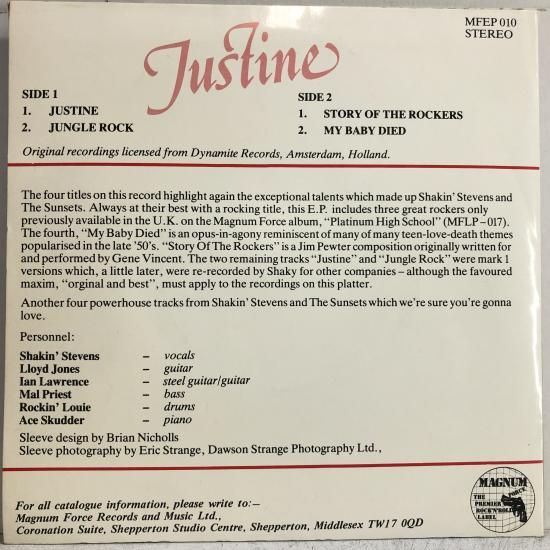 MFEP 010
STEREO
Justine
SIDE 1
1. JUSTINE
2. JUNGLE ROCK
SIDE 2
1. STORY OF THE ROCKERS
2. MY BABY DIED
Original recordings licensed from Dynamite Records, Amsterdam, Holland.
The four titles on this record highlight again the exceptional talents which made up Shakin' Stevens and
The Sunsets. Always at their best with a rocking title, this E.P. includes three great rockers only
previously available in the U.K. on the Magnum Force album, "Platinum High School" (MFLP – 017).
The fourth, "My Baby Died" is an opus-in-agony reminiscent of many of many teen-love-death themes
popularised in the late '50's. "Story Of The Rockers" is a Jim Pewter composition originally written for
and performed by Gene Vincent. The two remaining tracks "Justine" and "Jungle Rock" were mark 1
versions which, a little later, were re-recorded by Shaky for other companies – although the favoured
maxim, "orginal and best", must apply to the recordings on this platter.
Another four powerhouse tracks from Shakin' Stevens and The Sunsets which we're sure you're gonna
love.
Personnel:
Shakin' Stevens – vocals
Lloyd Jones – guitar
Ian Lawrence – steel guitar/guitar
Mal Priest – bass
Rockin' Louie – drums
Ace Skudder – piano
Sleeve design by Brian Nicholls
Sleeve photography by Eric Strange, Dawson Strange Photography Ltd.,
For all catalogue information, please write to:–
Magnum Force Records and Music Ltd.,
Coronation Suite, Shepperton Studio Centre, Shepperton, Middlesex TW17 0QD
MAGNUM
FORCE
THE
PREMIER
ROCK'N'ROLL
LABEL